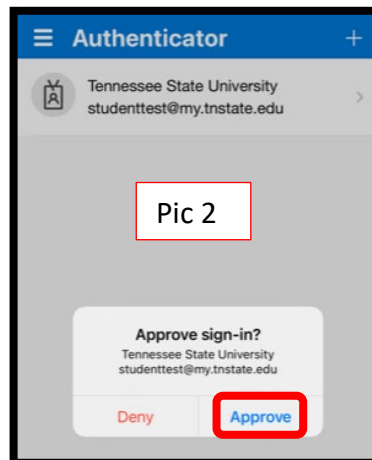 Authenticator
Tennessee State University
studenttest@my.tnstate.edu
Pic 2
Approve sign-in?
Tennessee State University
studenttest@my.tnstate.edu
Deny Approve